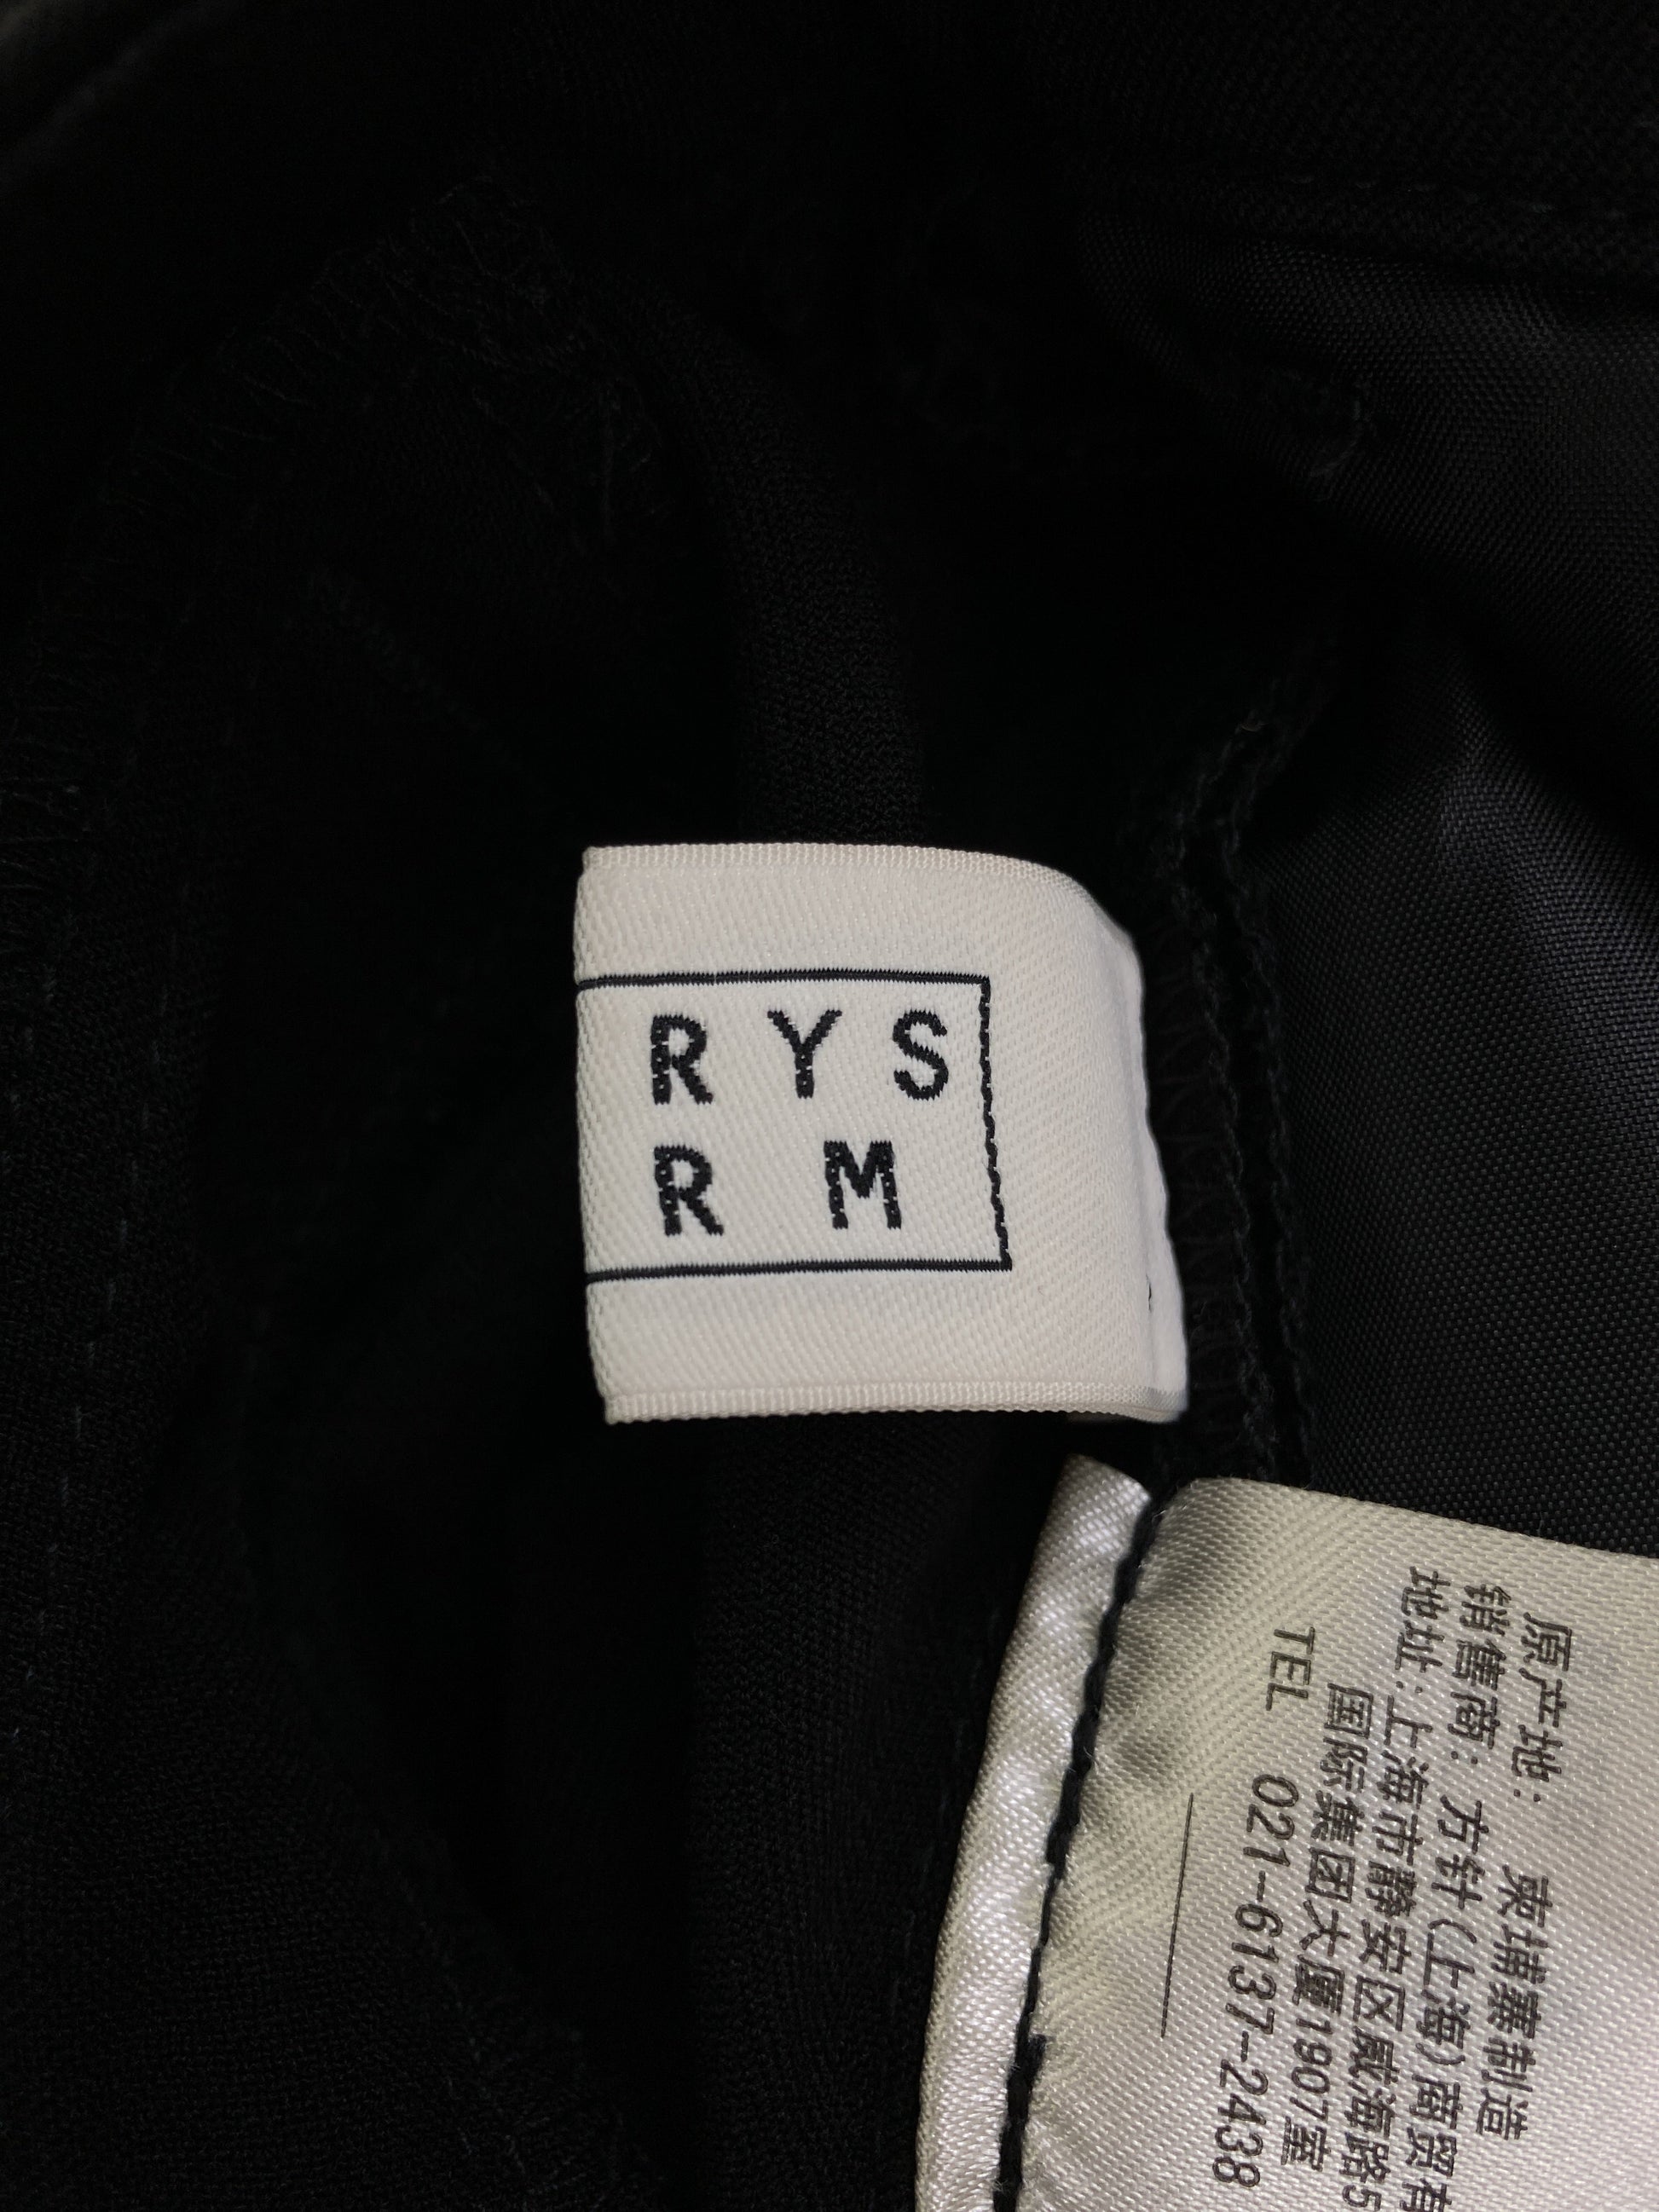 RYS
R M
原产地: 柬埔寨制造
销售商: 方针(上海)商贸有
地址:上海市静安区威海路5
国际集团大厦1907室
TEL 021-6137-2438